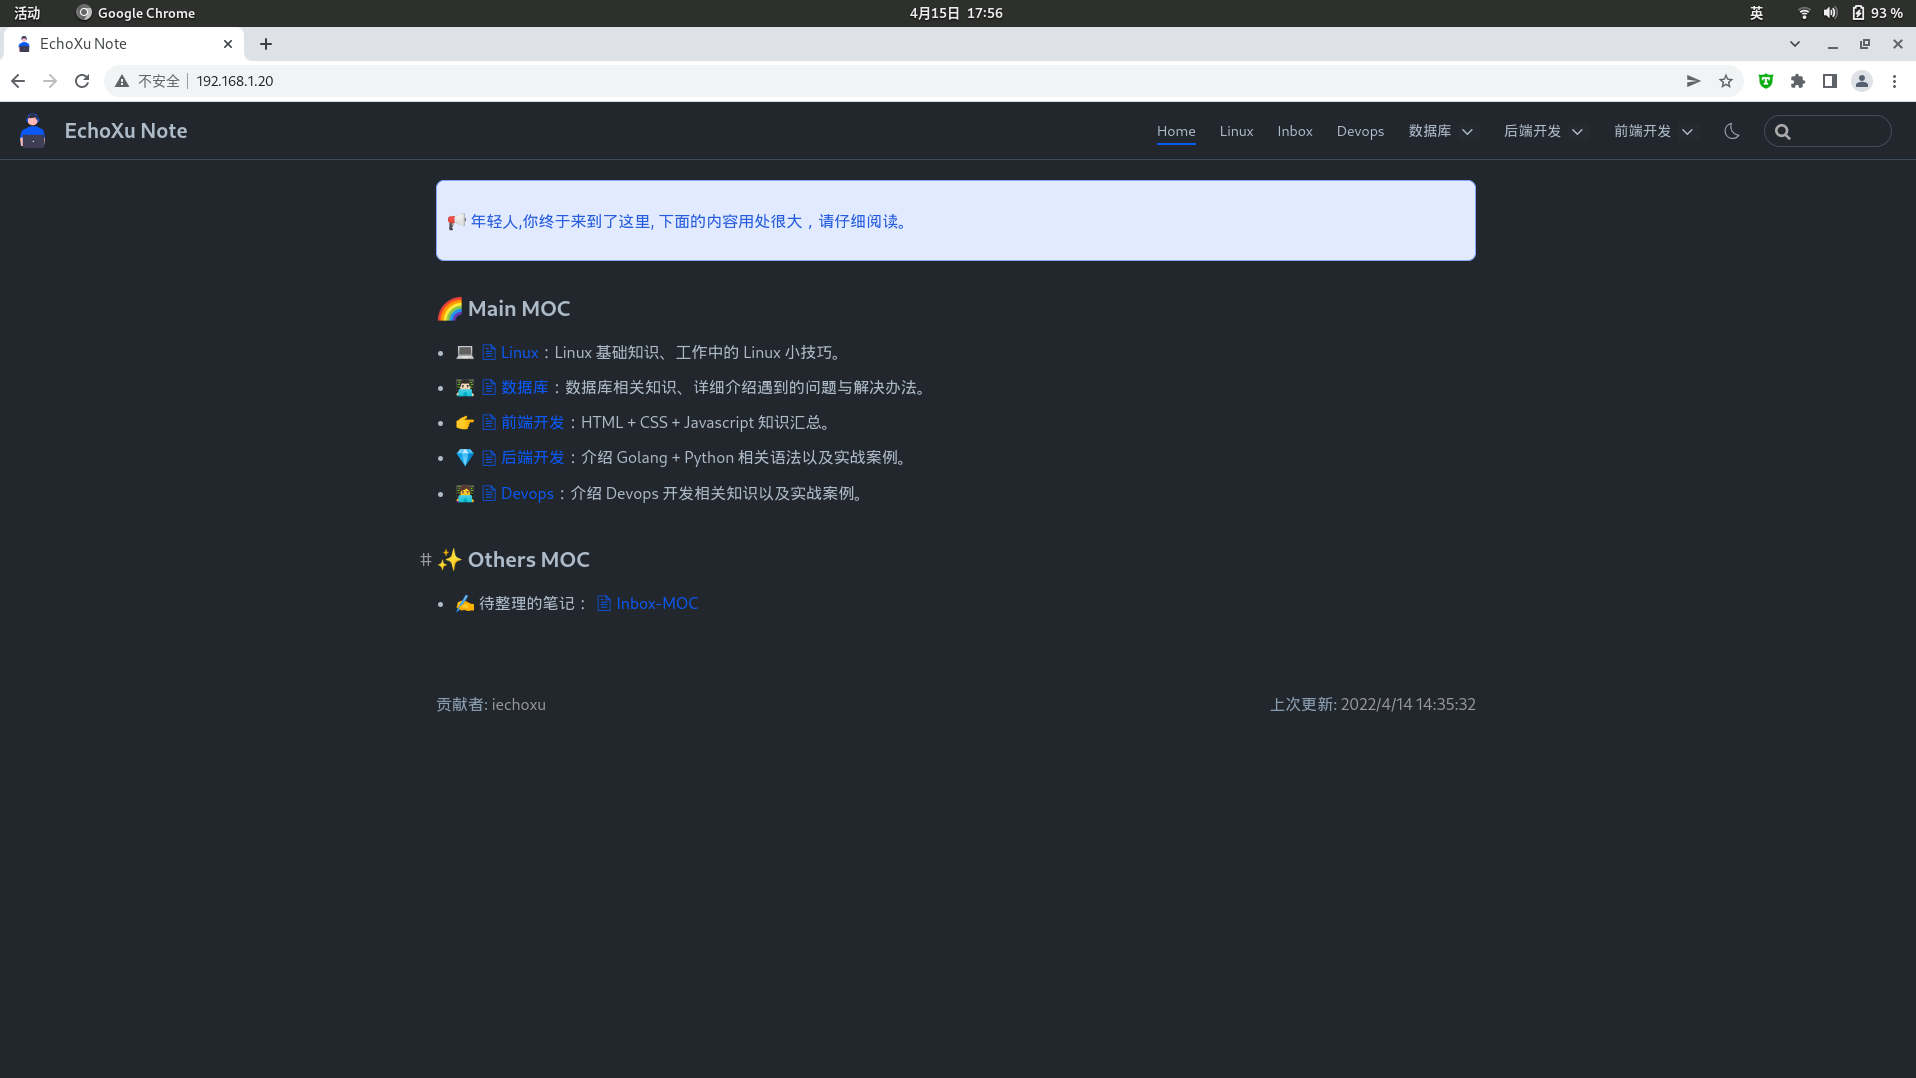 活动 Google Chrome 4月15日 17:56 英 93 %
EchoXu Note
不安全 192.168.1.20
EchoXu Note Home Linux Inbox Devops 数据库 后端开发 前端开发
年轻人,你终于来到了这里, 下面的内容用处很大，请仔细阅读。
Main MOC
Linux：Linux 基础知识、工作中的 Linux 小技巧。
数据库：数据库相关知识、详细介绍遇到的问题与解决办法。
前端开发：HTML + CSS + Javascript 知识汇总。
后端开发：介绍 Golang + Python 相关语法以及实战案例。
Devops：介绍 Devops 开发相关知识以及实战案例。
# ✨ Others MOC
待整理的笔记： Inbox-MOC
贡献者: iechoxu 上次更新: 2022/4/14 14:35:32